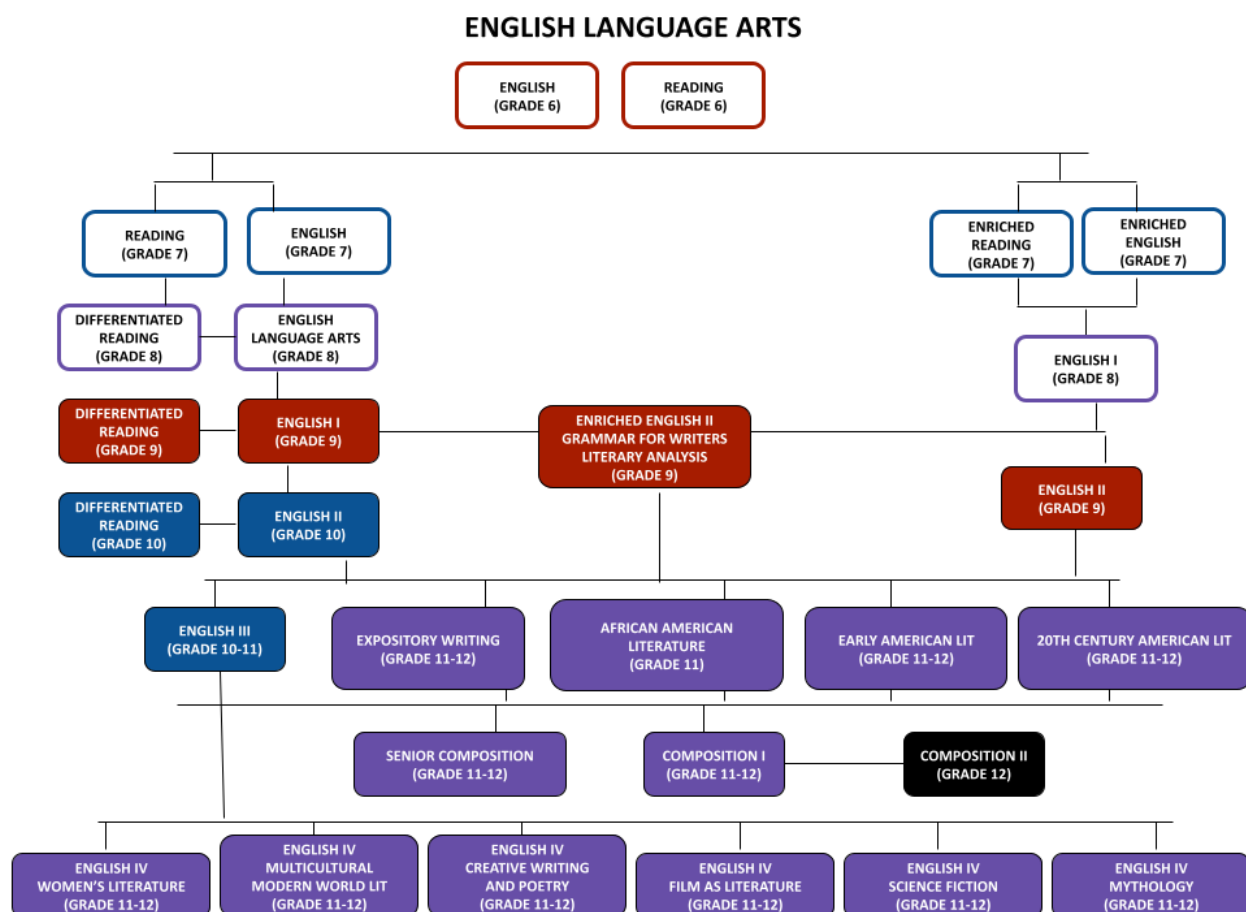 ENGLISH LANGUAGE ARTS
ENGLISH
(GRADE 6)
READING
(GRADE 6)
READING
(GRADE 7)
ENGLISH
(GRADE 7)
ENRICHED
READING
(GRADE 7)
ENRICHED
ENGLISH
(GRADE 7)
DIFFERENTIATED
READING
(GRADE 8)
ENGLISH
LANGUAGE ARTS
(GRADE 8)
ENGLISH I
(GRADE 8)
DIFFERENTIATED
READING
(GRADE 9)
ENGLISH I
(GRADE 9)
ENRICHED ENGLISH II
GRAMMAR FOR WRITERS
LITERARY ANALYSIS
(GRADE 9)
ENGLISH II
(GRADE 9)
DIFFERENTIATED
READING
(GRADE 10)
ENGLISH II
(GRADE 10)
ENGLISH III
(GRADE 10-11)
EXPOSITORY WRITING
(GRADE 11-12)
AFRICAN AMERICAN
LITERATURE
(GRADE 11)
EARLY AMERICAN LIT
(GRADE 11-12)
20TH CENTURY AMERICAN LIT
(GRADE 11-12)
SENIOR COMPOSITION
(GRADE 11-12)
COMPOSITION I
(GRADE 11-12)
COMPOSITION II
(GRADE 12)
ENGLISH IV
WOMEN'S LITERATURE
(GRADE 11-12)
ENGLISH IV
MULTICULTURAL
MODERN WORLD LIT
(GRADE 11-12)
ENGLISH IV
CREATIVE WRITING
AND POETRY
(GRADE 11-12)
ENGLISH IV
FILM AS LITERATURE
(GRADE 11-12)
ENGLISH IV
SCIENCE FICTION
(GRADE 11-12)
ENGLISH IV
MYTHOLOGY
(GRADE 11-12)